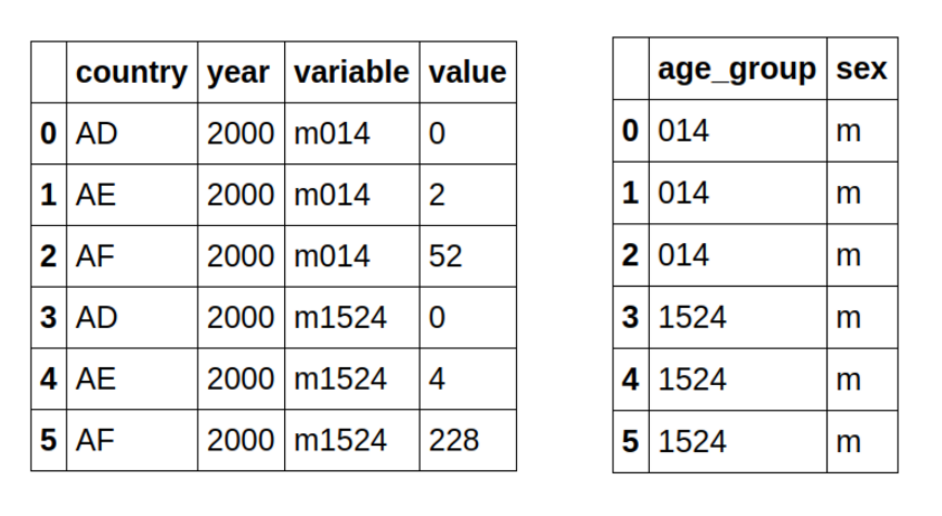 country year variable value
0 AD 2000 m014 0
1 AE 2000 m014 2
2 AF 2000 m014 52
3 AD 2000 m1524 0
4 AE 2000 m1524 4
5 AF 2000 m1524 228
age_group sex
0 014 m
1 014 m
2 014 m
3 1524 m
4 1524 m
5 1524 m